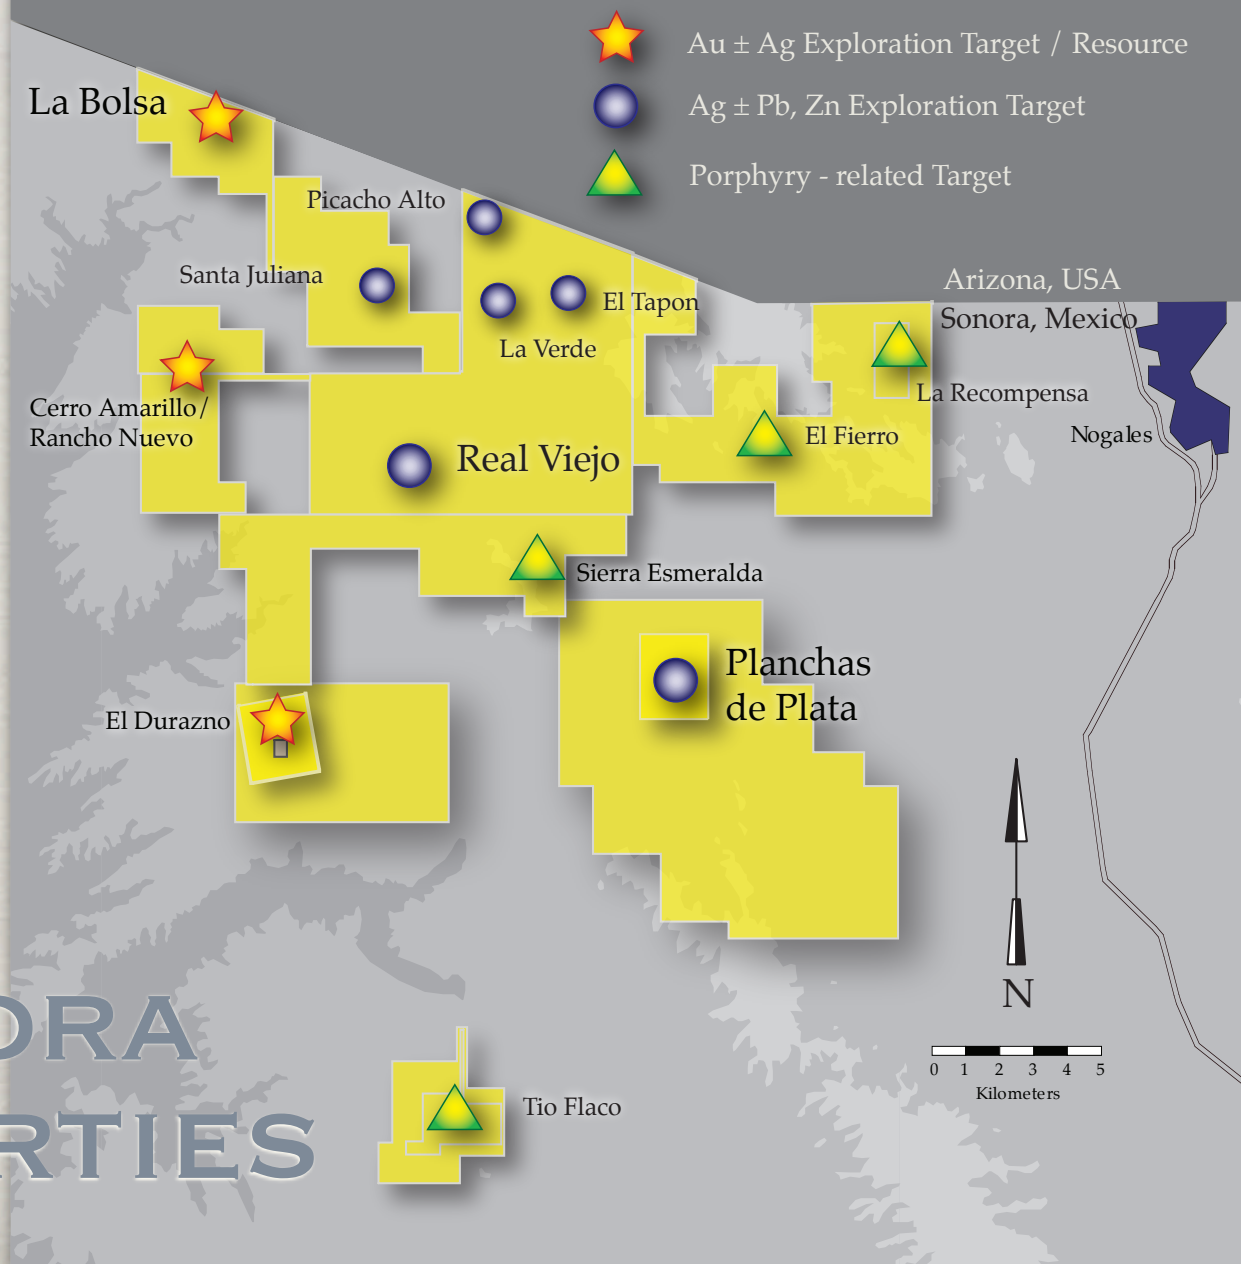 Au ± Ag Exploration Target / Resource
Ag ± Pb, Zn Exploration Target
Porphyry - related Target
La Bolsa
Picacho Alto
Santa Juliana
El Tapon
La Verde
Arizona, USA
Sonora, Mexico
La Recompensa
Cerro Amarillo/
Rancho Nuevo
El Fierro
Nogales
Real Viejo
Sierra Esmeralda
Planchas
de Plata
El Durazno
N
0 1 2 3 4 5
Kilometers
ORA
Tio Flaco
RTIES